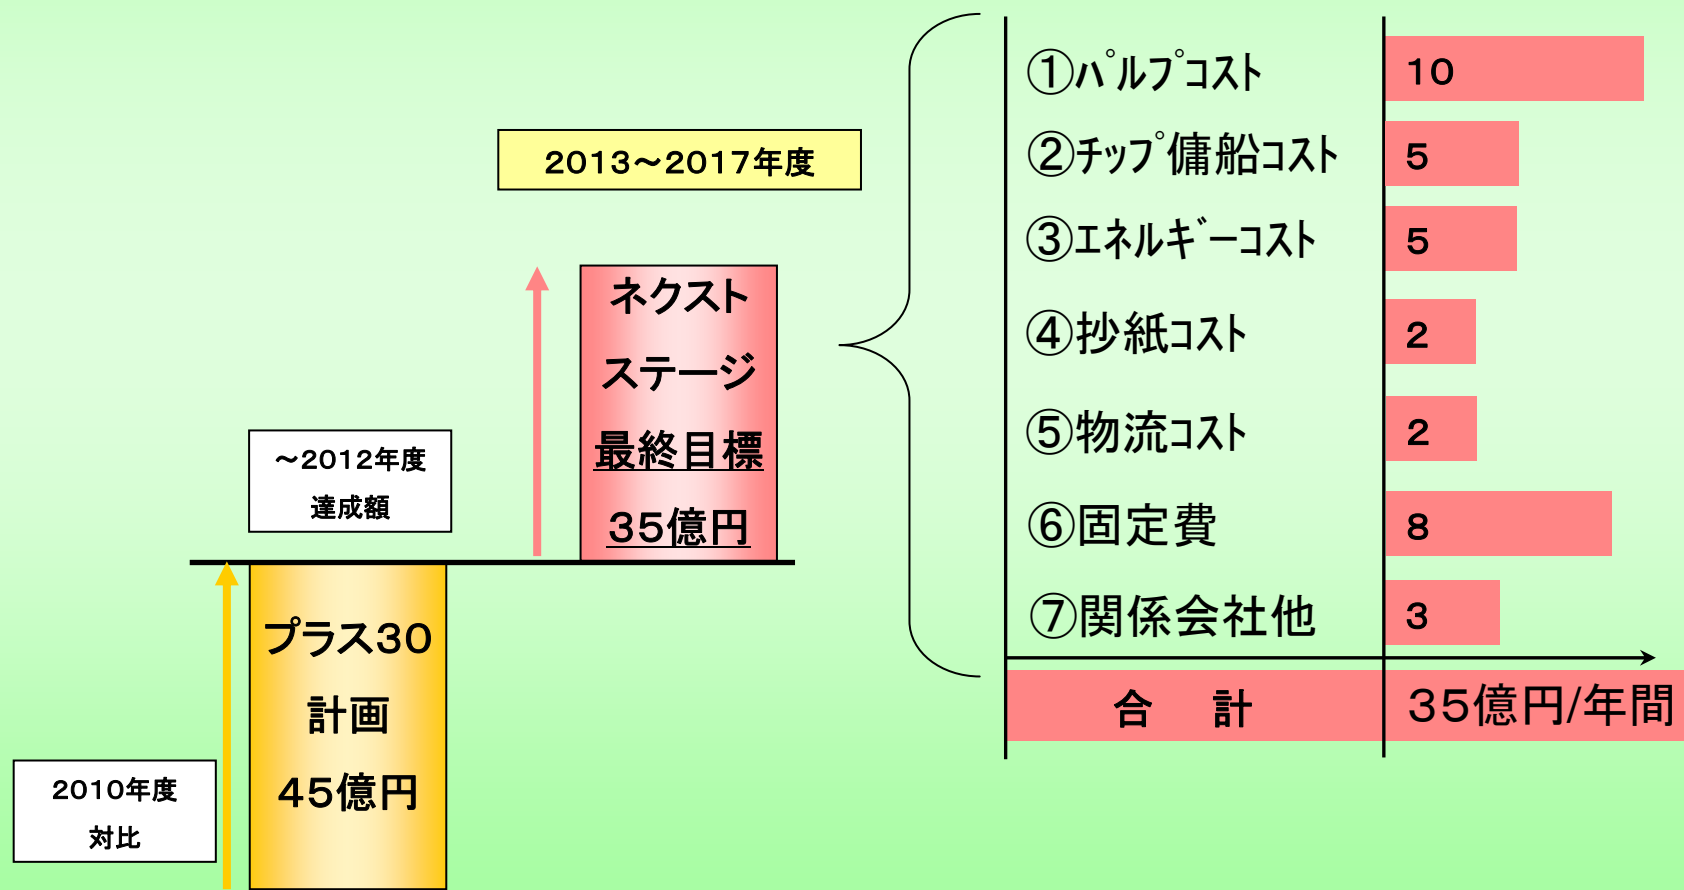 2013～2017年度
ネクスト
ステージ
最終目標
35億円
～2012年度
達成額
プラス30
計画
45億円
2010年度
対比
①ﾊﾟﾙﾌﾟｺｽﾄ 10
②ﾁｯﾌﾟ傭船ｺｽﾄ 5
③ｴﾈﾙｷﾞｰｺｽﾄ 5
④抄紙ｺｽﾄ 2
⑤物流ｺｽﾄ 2
⑥固定費 8
⑦関係会社他 3
合 計 35億円/年間